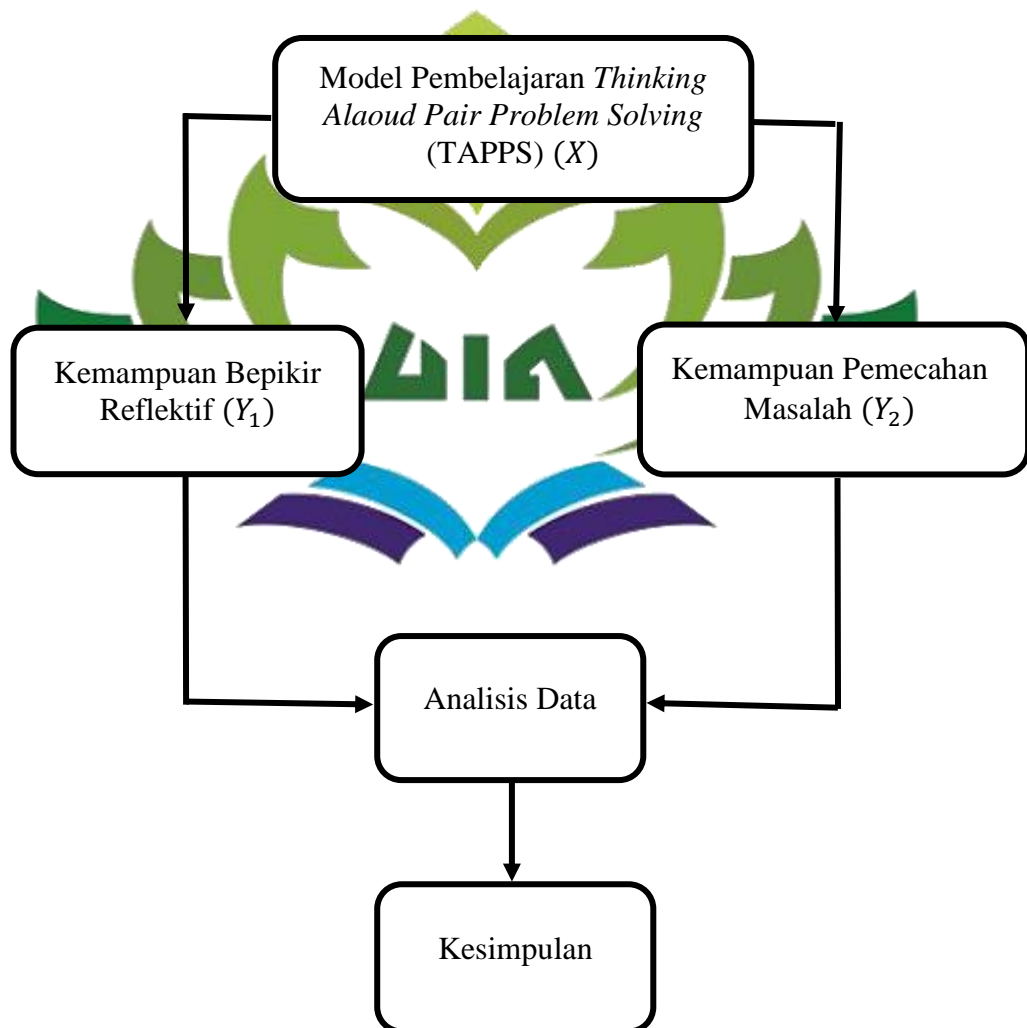 Model Pembelajaran Thinking
Alaoud Pair Problem Solving
(TAPPS) (X)
Kemampuan Bepikir
Reflektif (Y₁)
Kemampuan Pemecahan
Masalah (Y₂)
UIN
Analisis Data
Kesimpulan